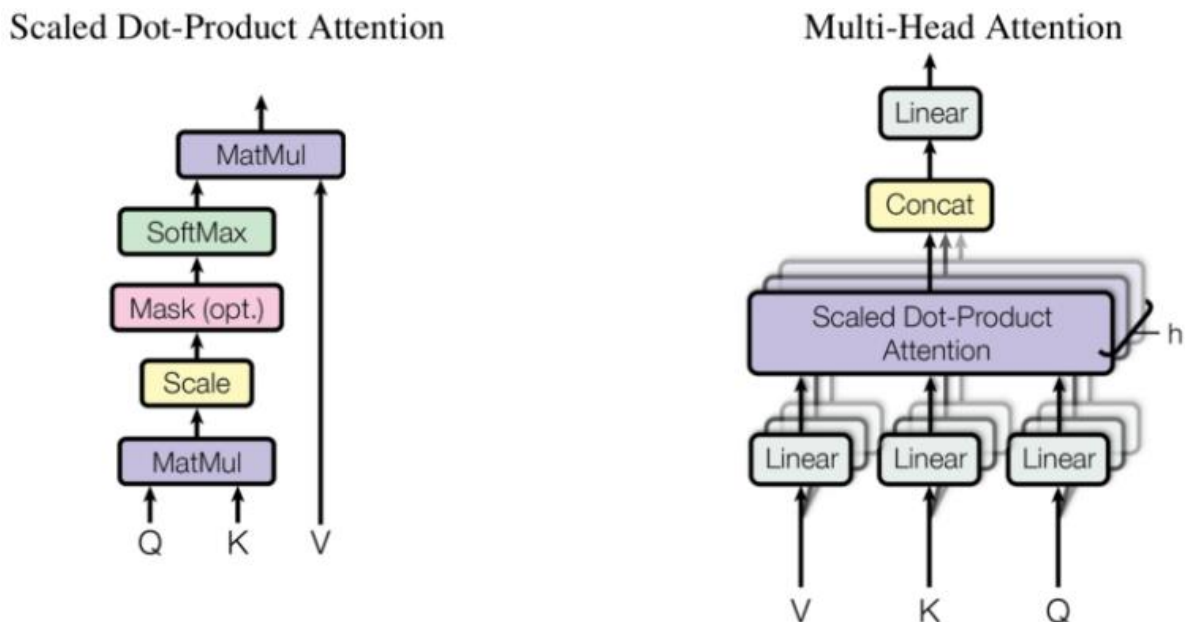 Scaled Dot-Product Attention
MatMul
SoftMax
Mask (opt.)
Scale
MatMul
Q K V
Multi-Head Attention
Linear
Concat
Scaled Dot-Product
Attention
h
Linear Linear Linear
V K Q